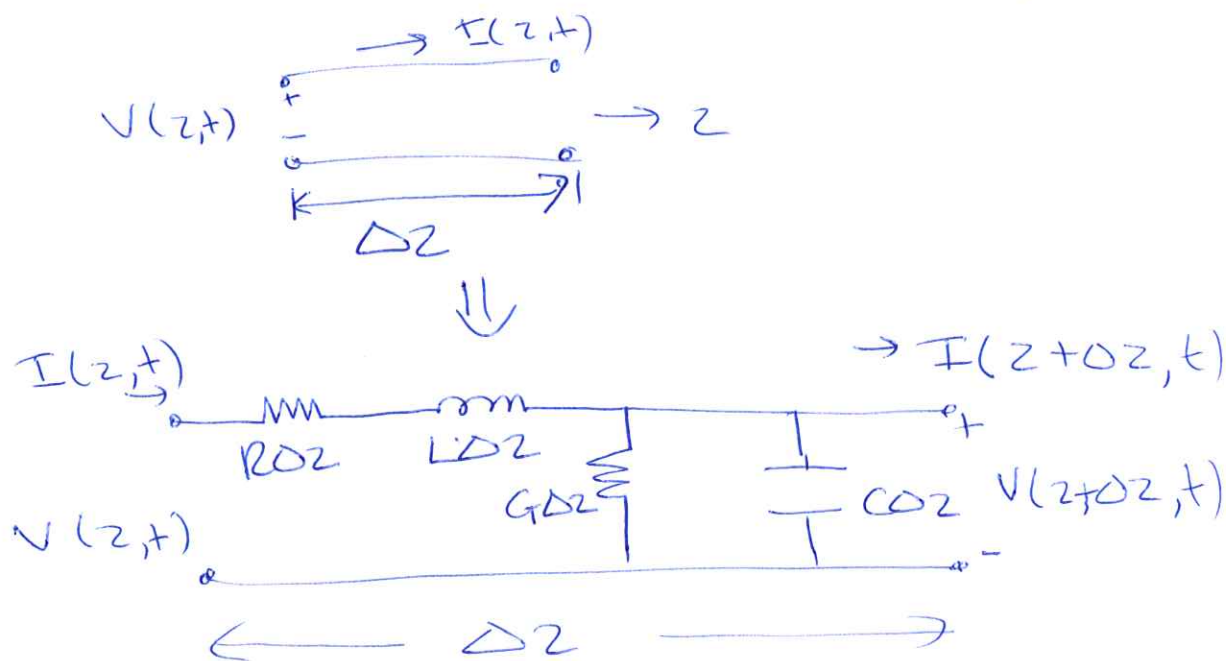 → I(z,t)
+
V(z,t)
-
→ z
Δz
⇓
I(z,t)
→
→ I(z+Δz,t)
+
RΔz LΔz
GΔz
CΔz
V(z+Δz,t)
V(z,t)
-
← Δz →